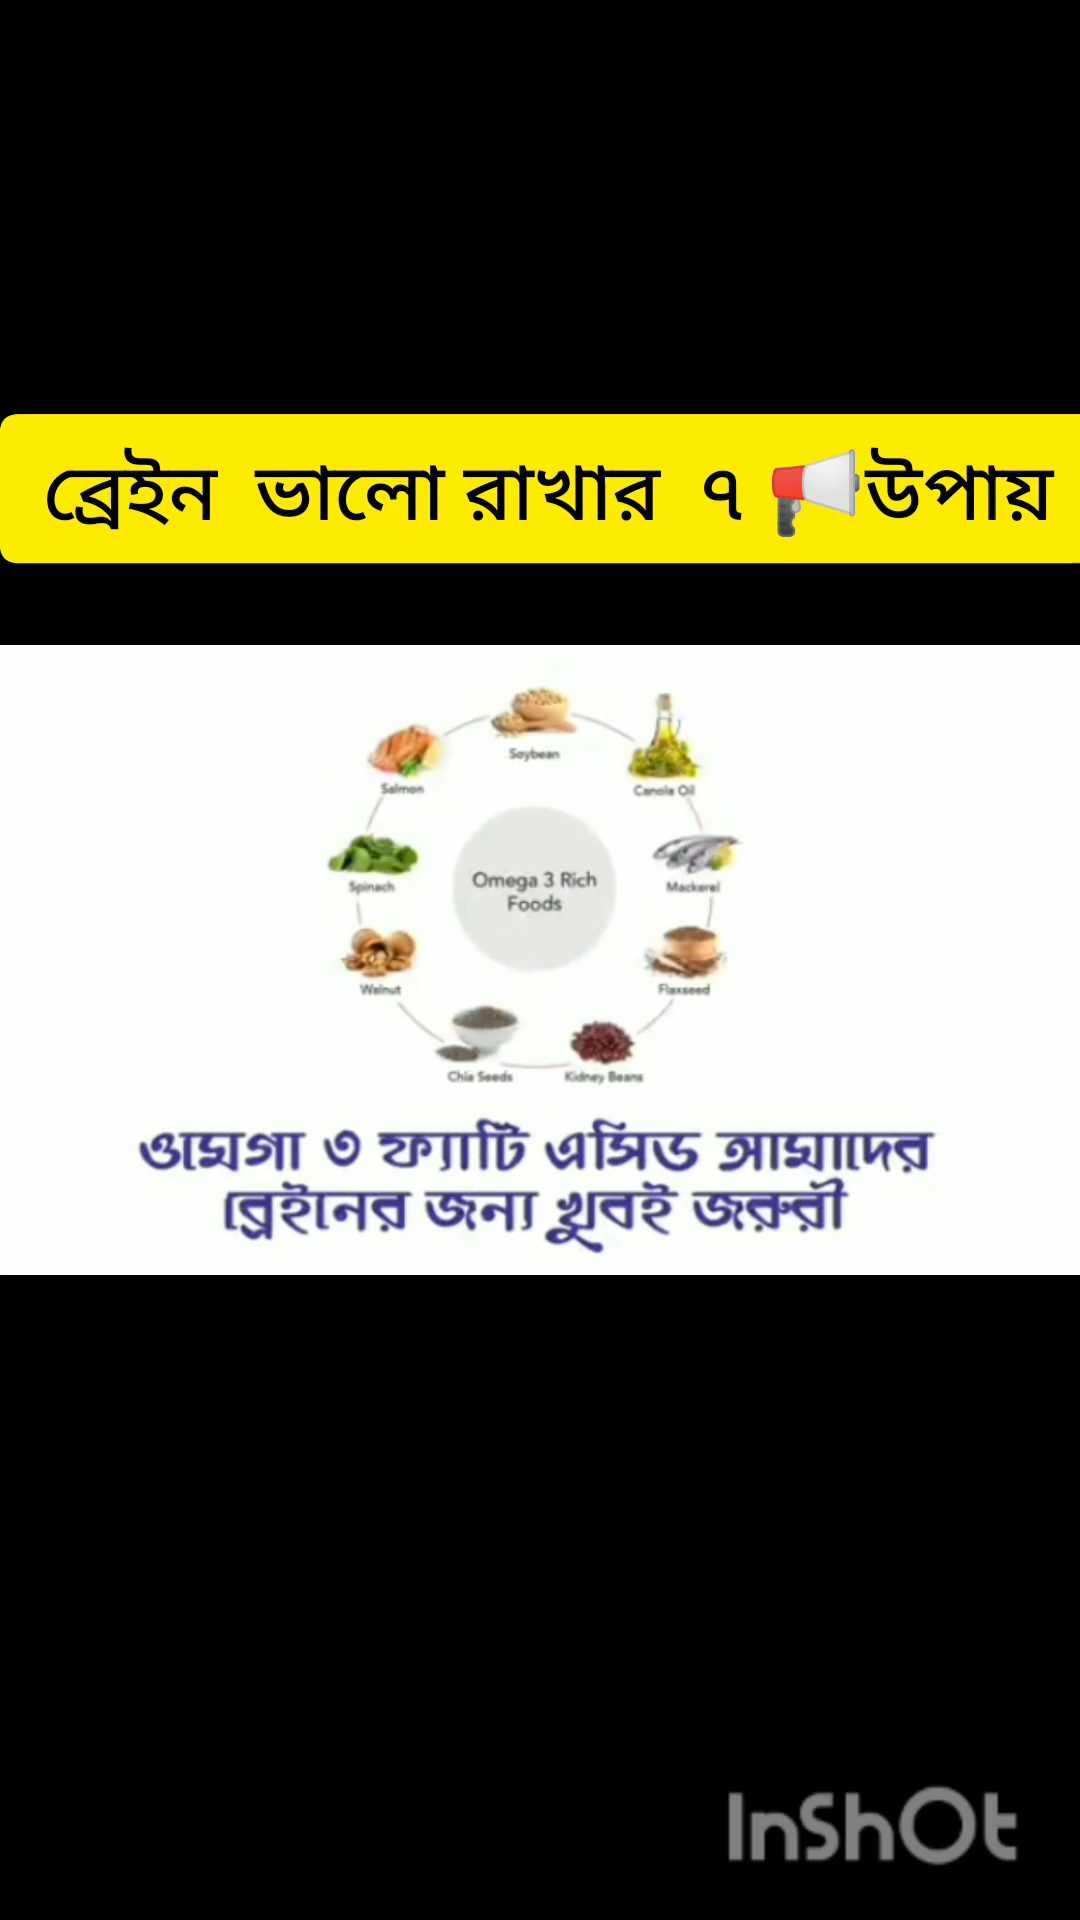 ব্রেইন ভালো রাখার ৭ 📢উপায়
Soybean
Salmon
Canola Oil
Spinach
Mackerel
Omega 3 Rich
Foods
Walnut
Flaxseed
Chia Seeds
Kidney Beans
ওমেগা ৩ ফ্যাটি এসিড আমাদের
ব্রেইনের জন্য খুবই জরুরী
InShOt